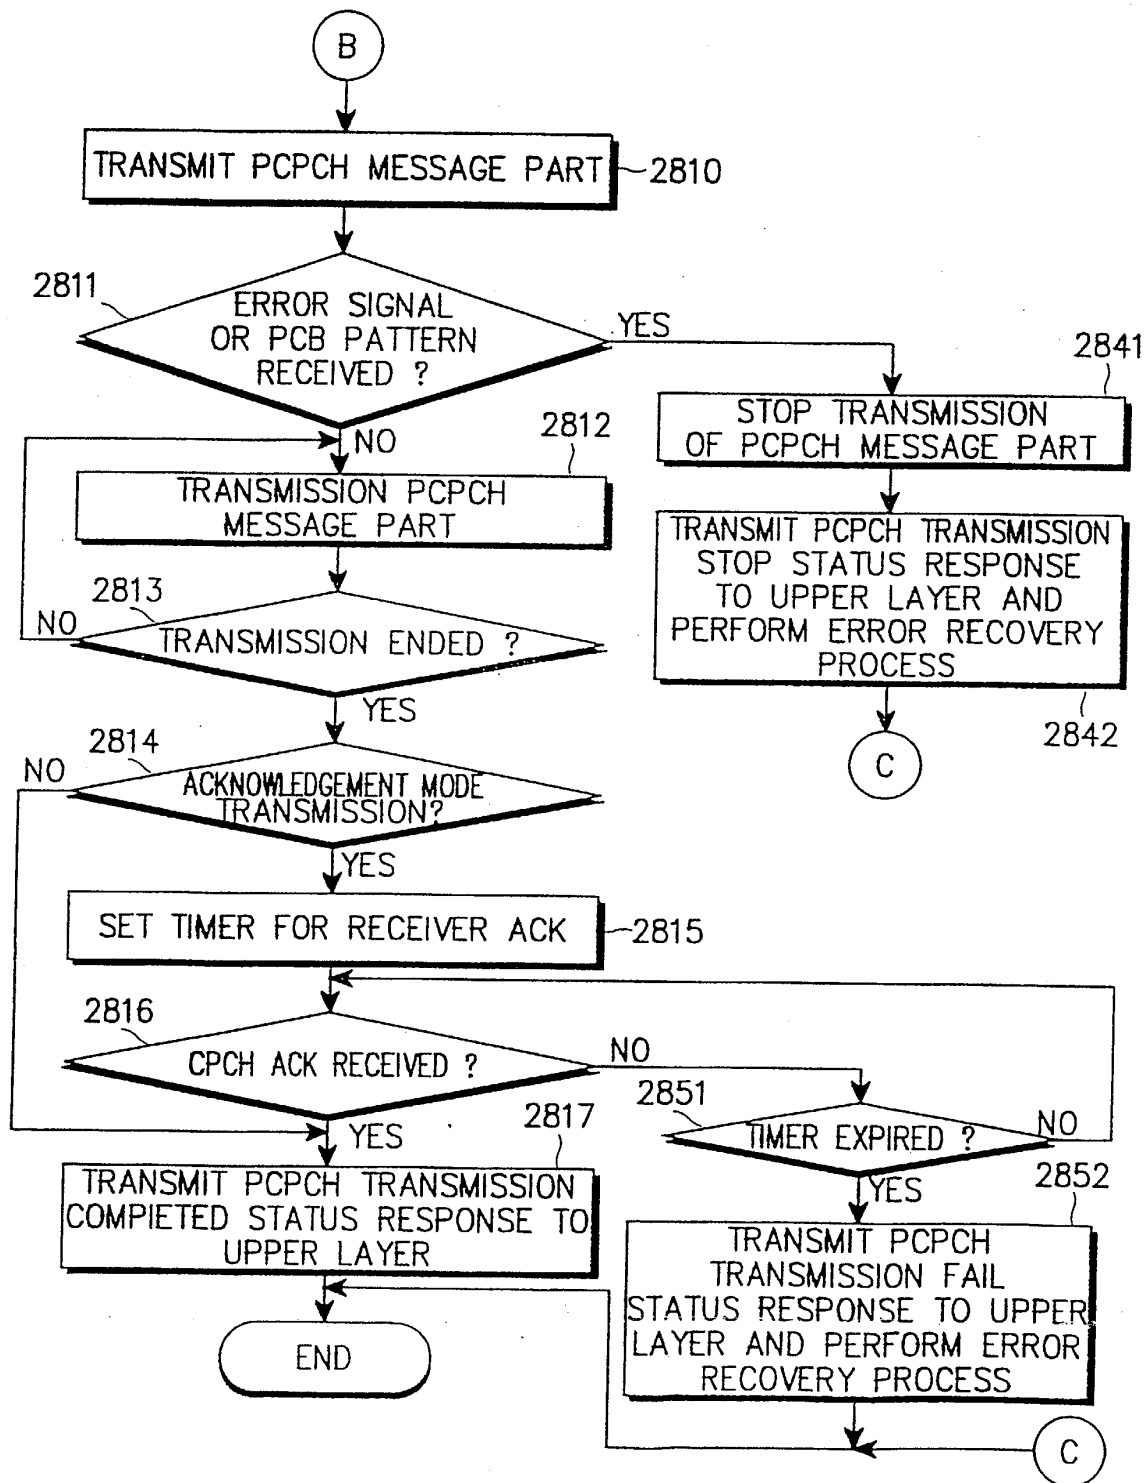 B
TRANSMIT PCPCH MESSAGE PART
2810
2811
ERROR SIGNAL
OR PCB PATTERN
RECEIVED ?
YES
NO
2841
STOP TRANSMISSION
OF PCPCH MESSAGE PART
2812
TRANSMISSION PCPCH
MESSAGE PART
TRANSMIT PCPCH TRANSMISSION
STOP STATUS RESPONSE
TO UPPER LAYER AND
PERFORM ERROR RECOVERY
PROCESS
2842
C
2813
NO
TRANSMISSION ENDED ?
YES
2814
NO
ACKNOWLEDGEMENT MODE
TRANSMISSION?
YES
SET TIMER FOR RECEIVER ACK
2815
2816
CPCH ACK RECEIVED ?
NO
YES
2851
TIMER EXPIRED ?
NO
YES
2817
TRANSMIT PCPCH TRANSMISSION
COMPIETED STATUS RESPONSE TO
UPPER LAYER
2852
TRANSMIT PCPCH
TRANSMISSION FAIL
STATUS RESPONSE TO UPPER
LAYER AND PERFORM ERROR
RECOVERY PROCESS
END
C